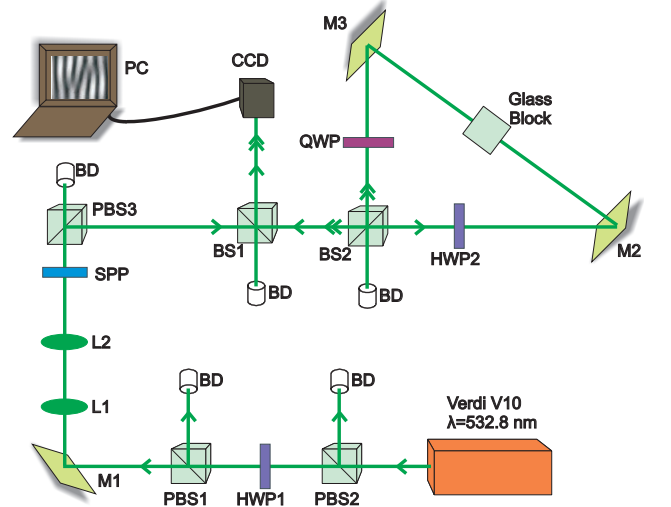 M3
PC
CCD
Glass
Block
QWP
BD
PBS3
BS1
BS2
HWP2
M2
SPP
BD
BD
L2
BD
BD
Verdi V10
λ=532.8 nm
L1
M1
PBS1
HWP1
PBS2